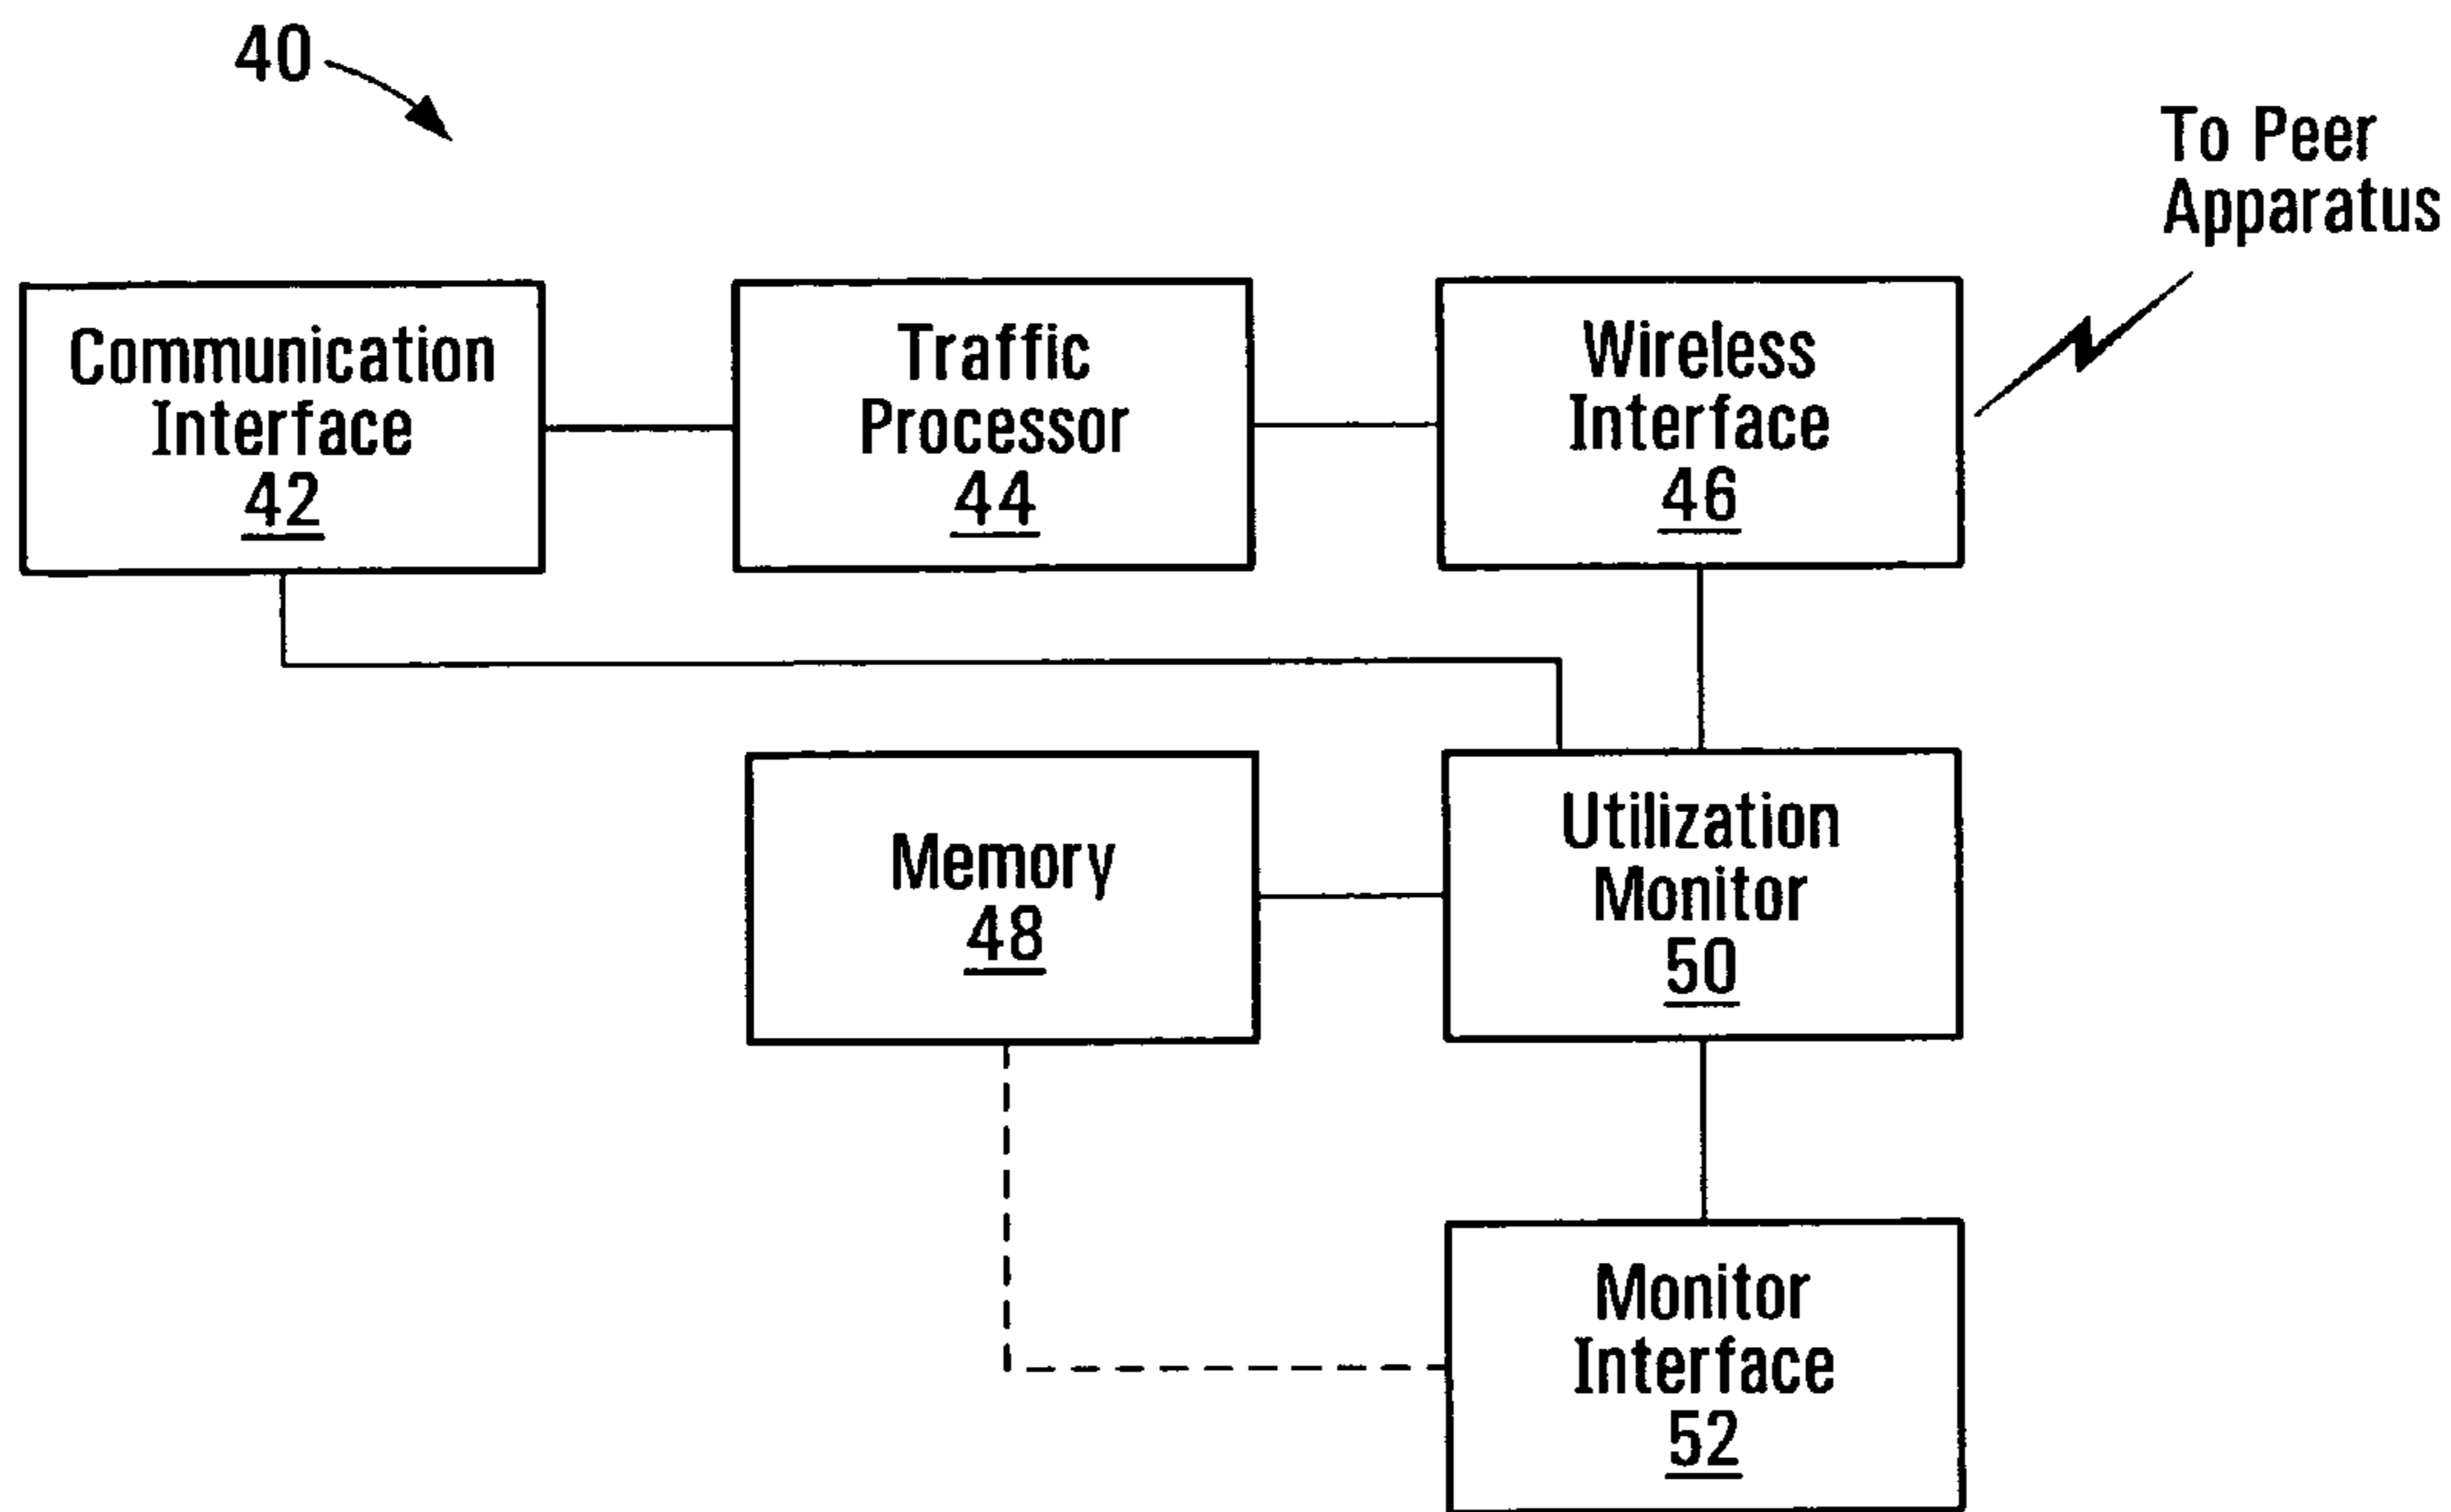 40
To Peer
Apparatus
Communication
Interface
42
Traffic
Processor
44
Wireless
Interface
46
Memory
48
Utilization
Monitor
50
Monitor
Interface
52